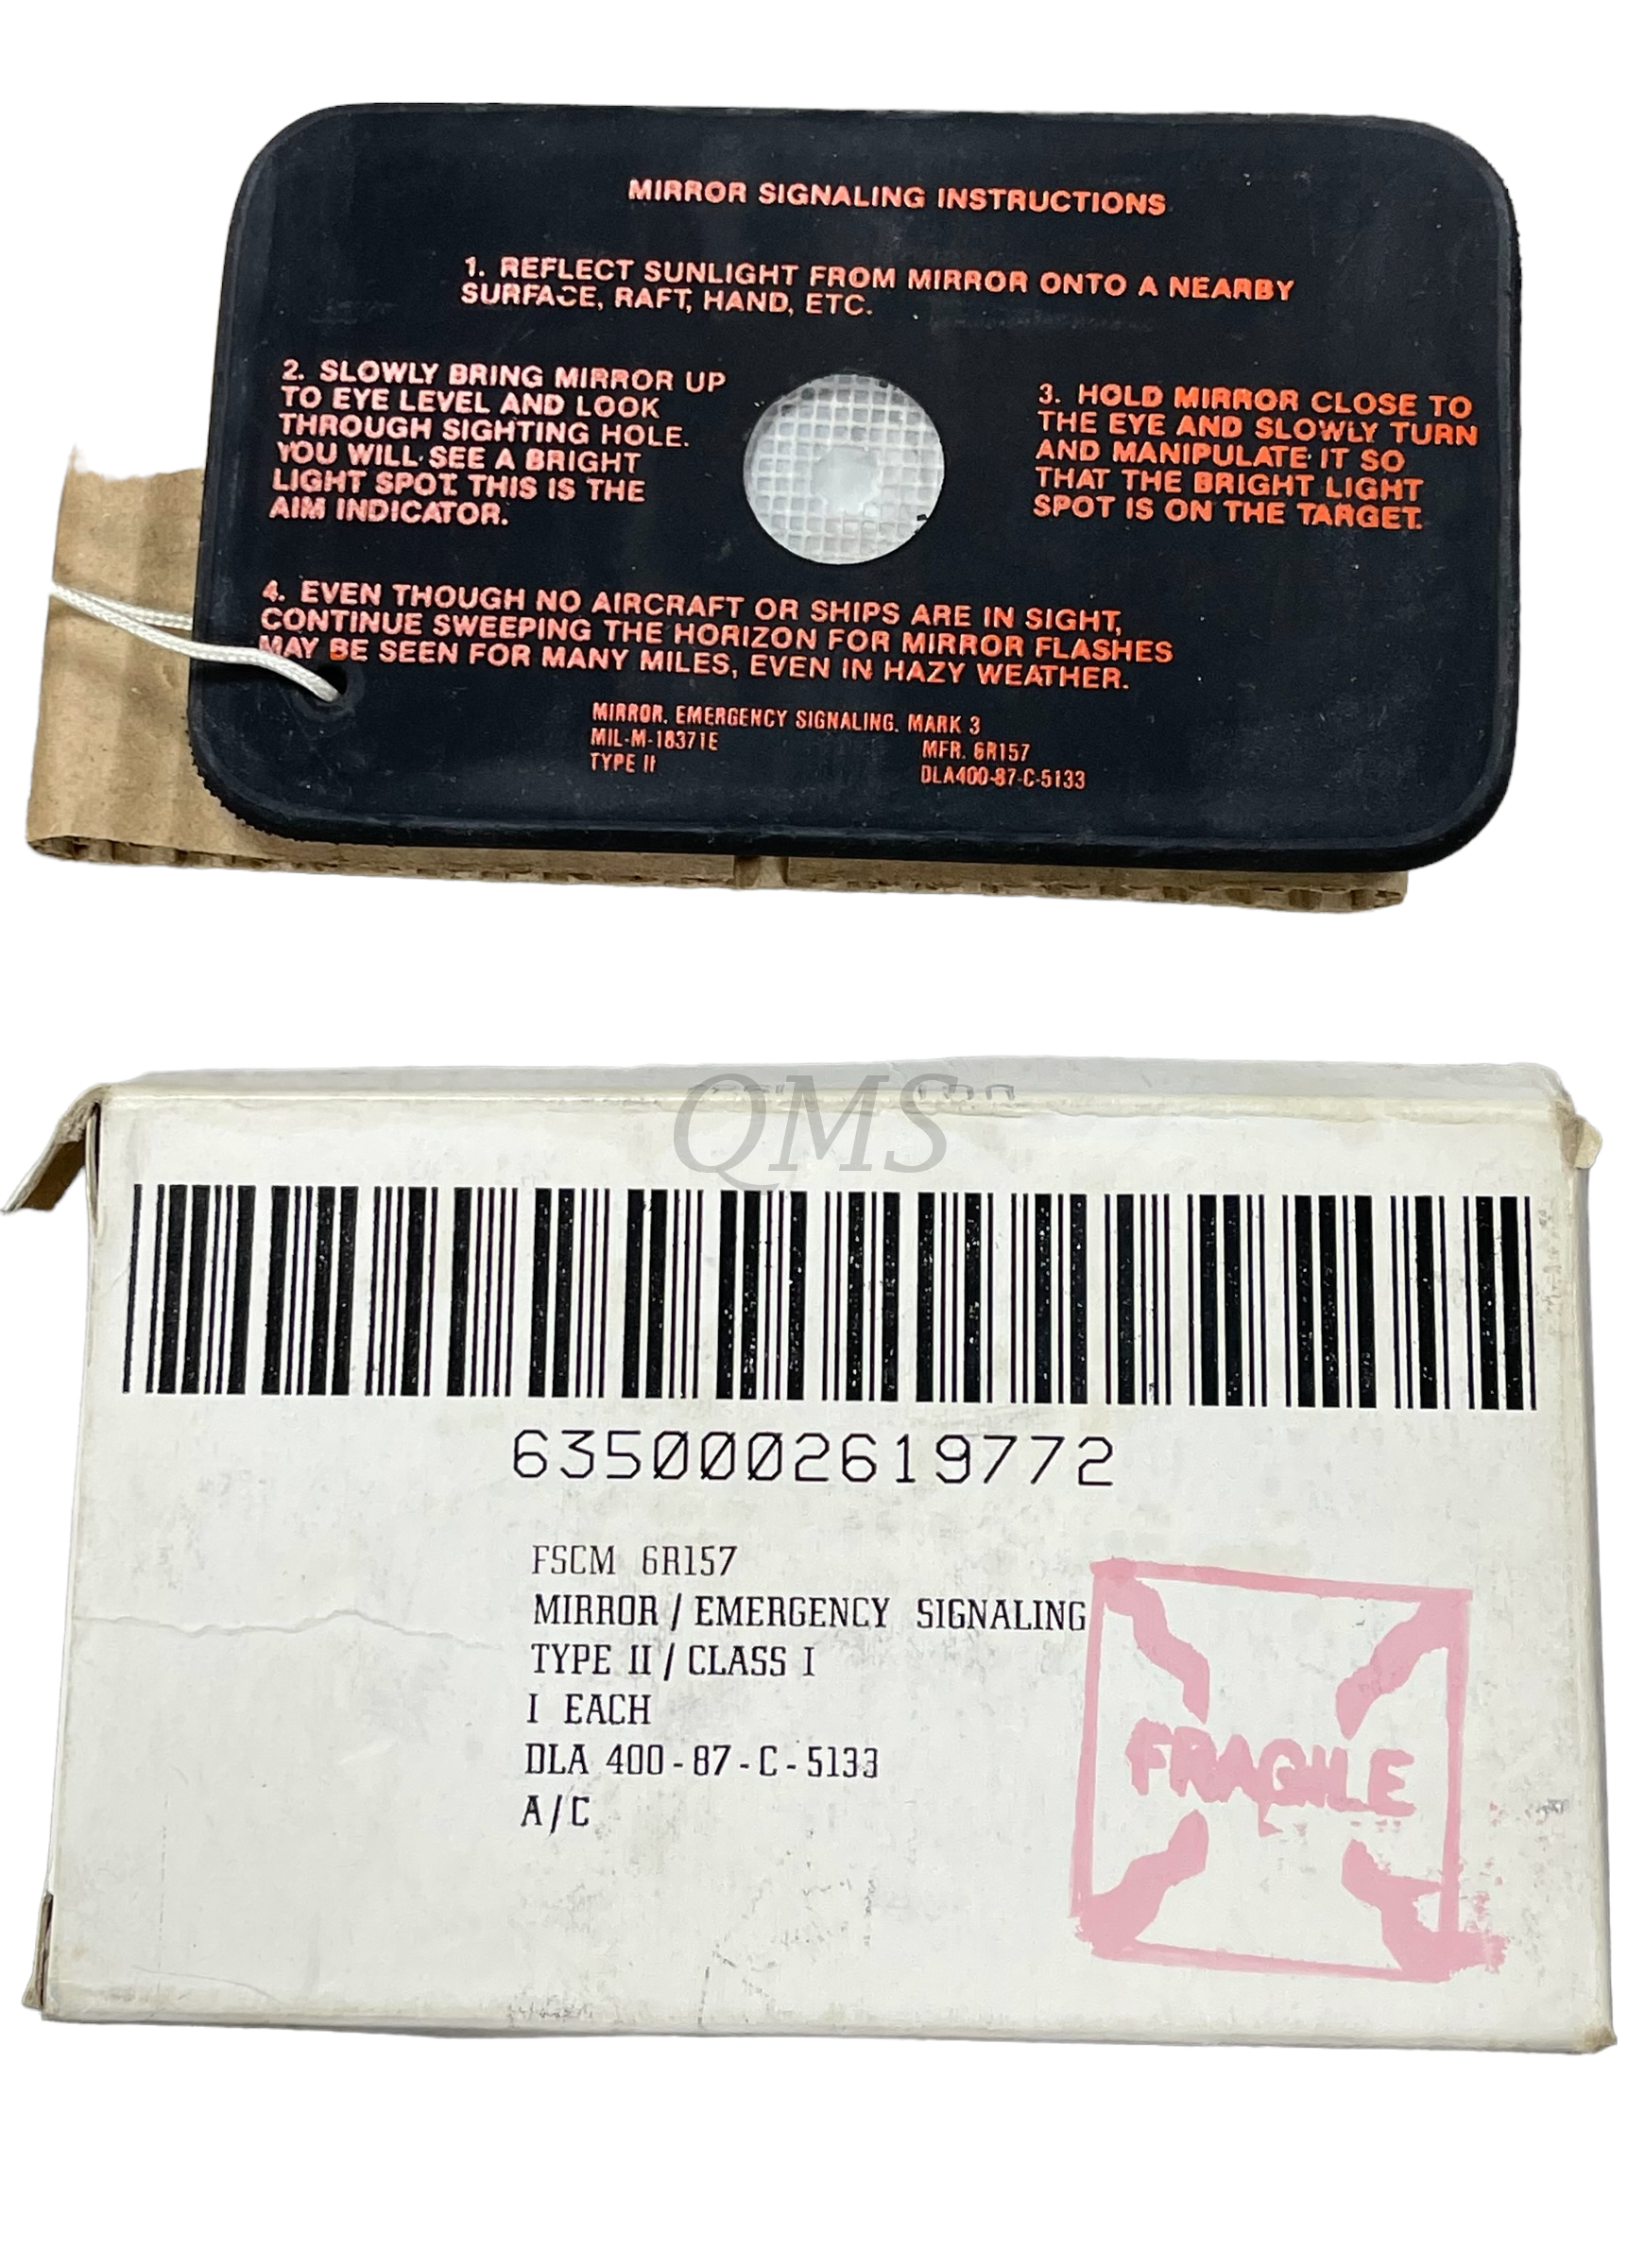 MIRROR SIGNALING INSTRUCTIONS
1. REFLECT SUNLIGHT FROM MIRROR ONTO A NEARBY
SURFACE, RAFT, HAND, ETC.
2. SLOWLY BRING MIRROR UP
TO EYE LEVEL AND LOOK
THROUGH SIGHTING HOLE.
YOU WILL SEE A BRIGHT
LIGHT SPOT. THIS IS THE
AIM INDICATOR.
3. HOLD MIRROR CLOSE TO
THE EYE AND SLOWLY TURN
AND MANIPULATE IT SO
THAT THE BRIGHT LIGHT
SPOT IS ON THE TARGET.
4. EVEN THOUGH NO AIRCRAFT OR SHIPS ARE IN SIGHT,
CONTINUE SWEEPING THE HORIZON FOR MIRROR FLASHES
MAY BE SEEN FOR MANY MILES, EVEN IN HAZY WEATHER.
MIRROR, EMERGENCY SIGNALING, MARK 3
MIL-M-18371E
TYPE II
MFR. 6R157
DLA400-87-C-5133
QMS
6350002619772
FSCM 6R157
MIRROR / EMERGENCY SIGNALING
TYPE II / CLASS I
I EACH
DLA 400-87-C-5133
A/C
FRAGILE